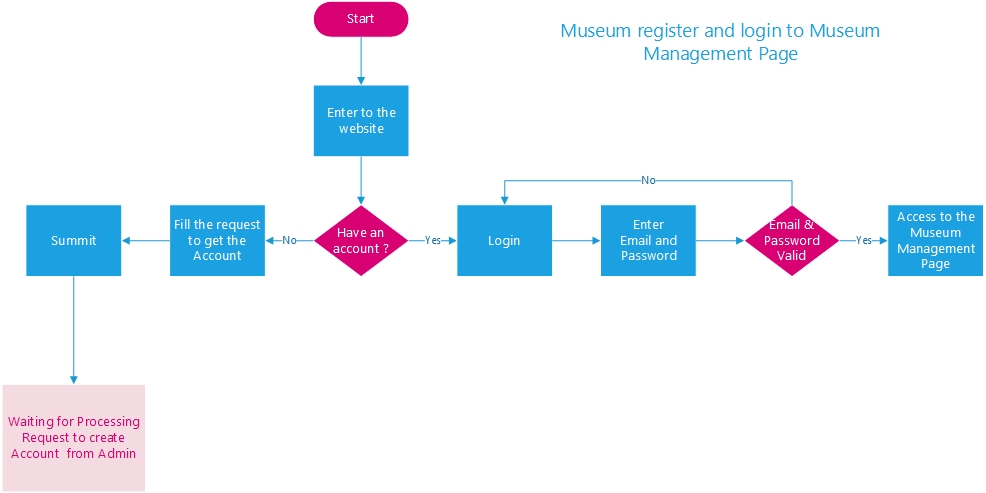 Start
Museum register and login to Museum
Management Page
Enter to the
website
No
Summit
Fill the request
to get the
Account
No
Have an
account ?
Yes
Login
Enter
Email and
Password
Email &
Password
Valid
Yes
Access to the
Museum
Management
Page
Waiting for Processing
Request to create
Account from Admin